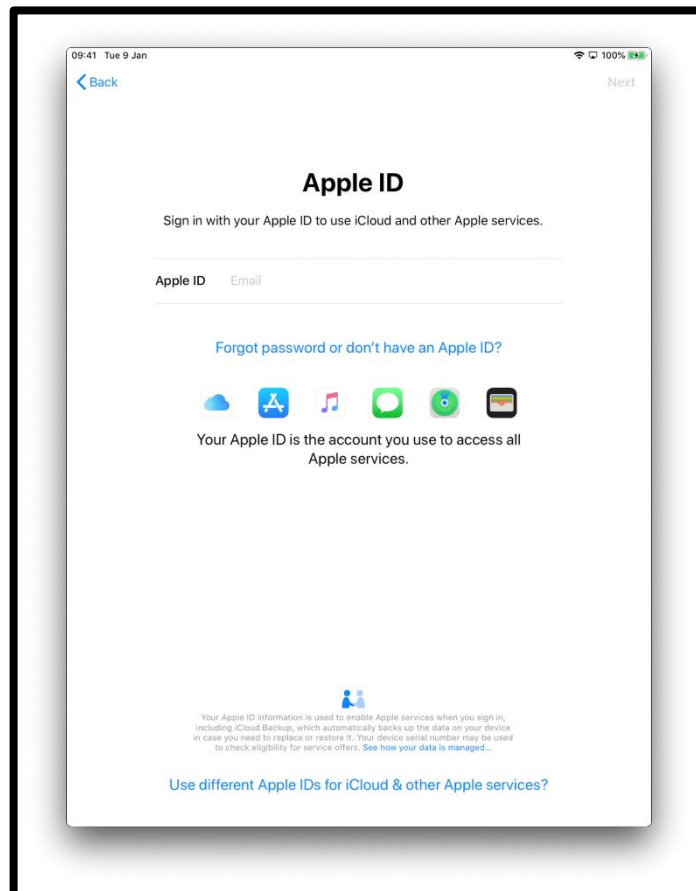 09:41 Tue 9 Jan 100%
Back Next
Apple ID
Sign in with your Apple ID to use iCloud and other Apple services.
Apple ID Email
Forgot password or don't have an Apple ID?
Your Apple ID is the account you use to access all
Apple services.
Your Apple ID information is used to enable Apple services when you sign in,
including iCloud Backup, which automatically backs up the data on your device
in case you need to replace or restore it. Your device serial number may be used
to check eligibility for service offers. See how your data is managed...
Use different Apple IDs for iCloud & other Apple services?